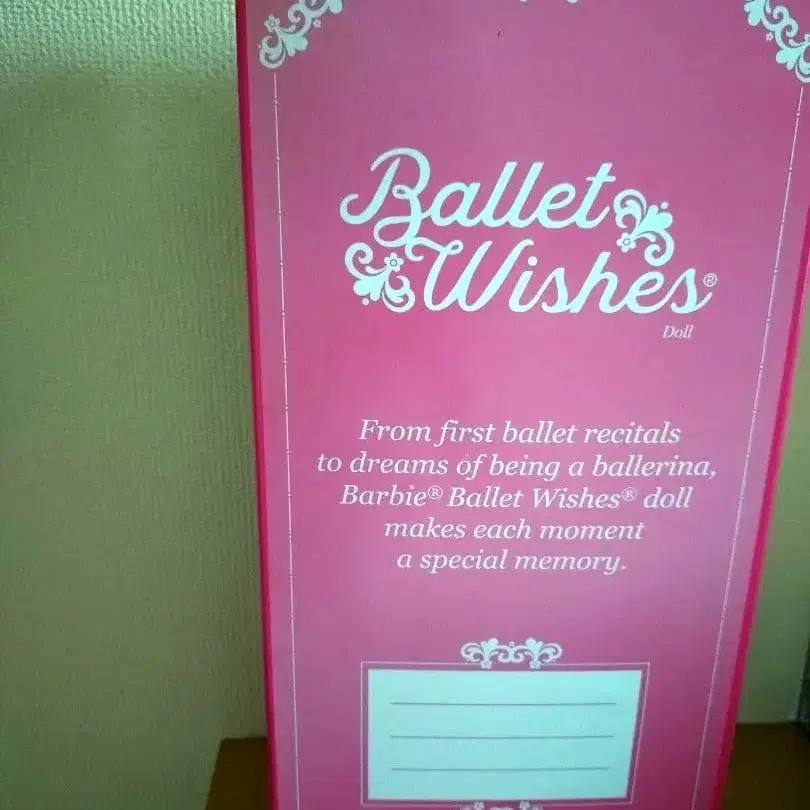 Ballet
Wishes®
Doll
From first ballet recitals
to dreams of being a ballerina,
Barbie® Ballet Wishes® doll
makes each moment
a special memory.